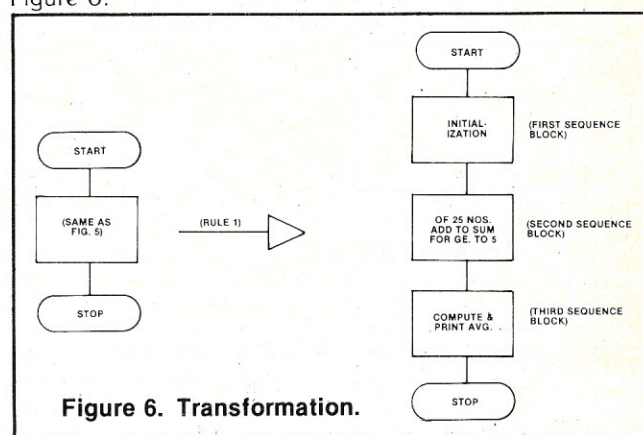 Figure 6.
START
(SAME AS
FIG. 5)
STOP
(RULE 1)
START
INITIAL-
IZATION
(FIRST SEQUENCE
BLOCK)
OF 25 NOS.
ADD TO SUM
FOR GE. TO 5
(SECOND SEQUENCE
BLOCK)
COMPUTE &
PRINT AVG.
(THIRD SEQUENCE
BLOCK)
STOP
Figure 6. Transformation.